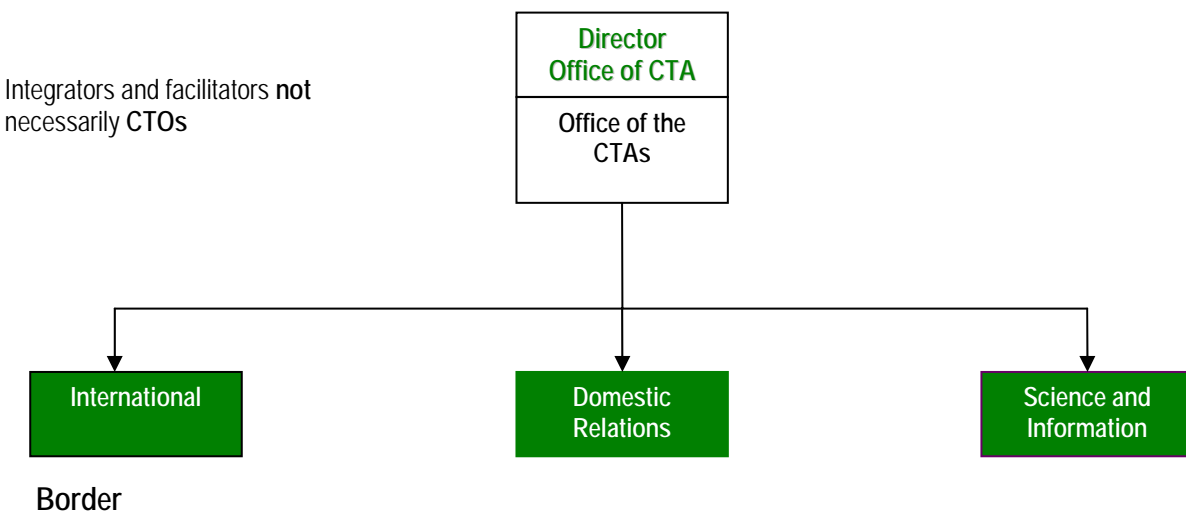 Director
Office of CTA
Integrators and facilitators not
necessarily CTOs
Office of the
CTAs
International
Domestic
Relations
Science and
Information
Border